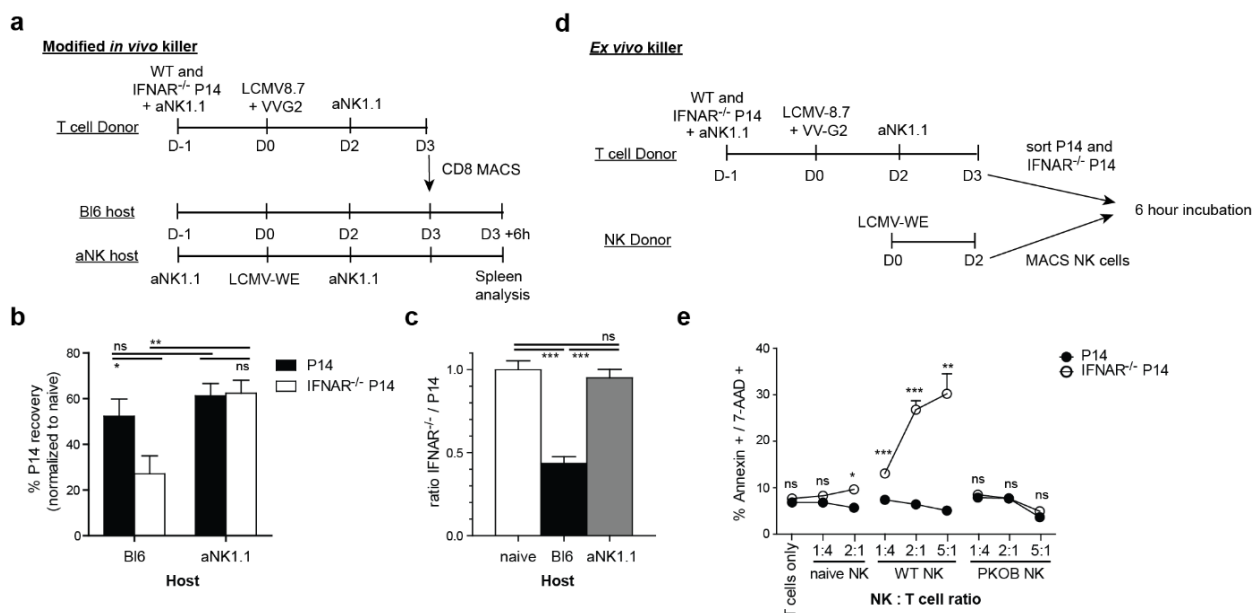 a
Modified in vivo killer
WT and
IFNAR-/- P14
+ aNK1.1
LCMV8.7
+ VVG2
aNK1.1
T cell Donor
D-1 D0 D2 D3
CD8 MACS
Bl6 host
D-1 D0 D2 D3 D3 +6h
aNK host
aNK1.1 LCMV-WE aNK1.1 Spleen
analysis
d
Ex vivo killer
WT and
IFNAR-/- P14
+ aNK1.1
LCMV-8.7
+ VV-G2
aNK1.1
T cell Donor
D-1 D0 D2 D3
sort P14 and
IFNAR-/- P14
LCMV-WE
6 hour incubation
NK Donor
D0 D2
MACS NK cells
b
% P14 recovery
(normalized to naive)
80
60
40
20
0
ns
**
*
ns
P14
IFNAR-/- P14
Bl6 aNK1.1
Host
c
ratio IFNAR-/- / P14
1.0
0.5
0.0
ns
*** ***
naive Bl6 aNK1.1
Host
e
% Annexin + / 7-AAD +
40
30
20
10
0
P14
IFNAR-/- P14
ns ns * *** *** ** ns ns ns
T cells only
1:4 2:1 1:4 2:1 5:1 1:4 2:1 5:1
naive NK WT NK PKOB NK
NK : T cell ratio